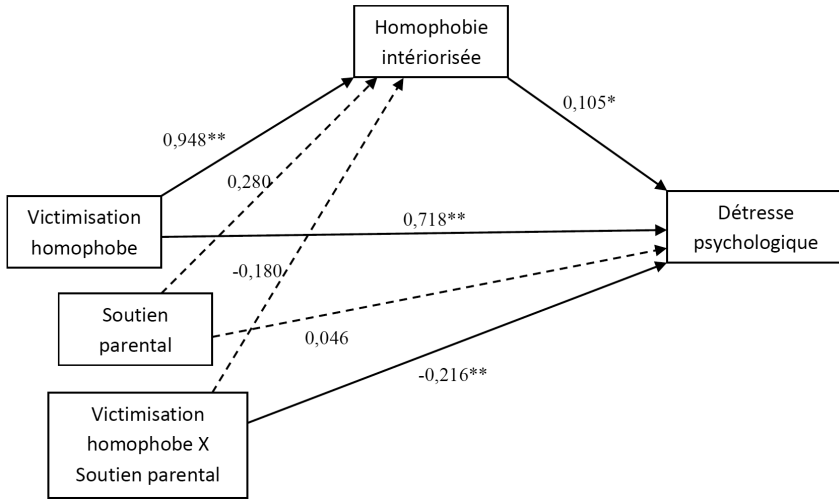 Homophobie
intériorisée
0,948**
0,105*
0,280
Victimisation
homophobe
0,718**
Détresse
psychologique
-0,180
Soutien
parental
0,046
-0,216**
Victimisation
homophobe X
Soutien parental